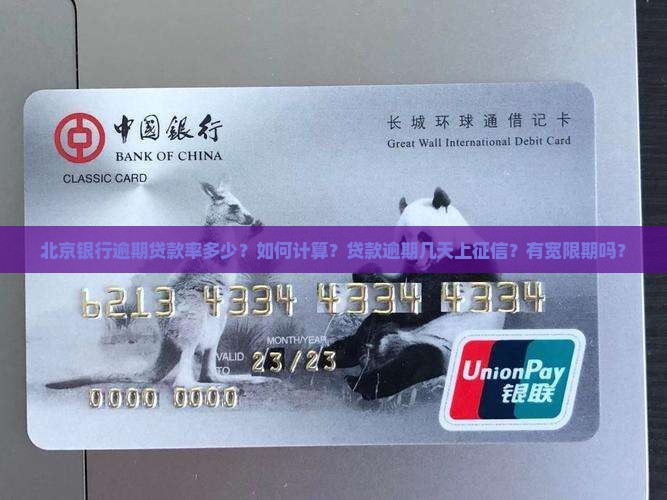 中國銀行
BANK OF CHINA
CLASSIC CARD
长城环球通借记卡
Great Wall International Debit Card
北京银行逾期贷款率多少？如何计算？贷款逾期几天上征信？有宽限期吗？
6213 4334 4334 4334
MONTH/YEAR
VALID TO 23/23
0000 0000
UnionPay
银联